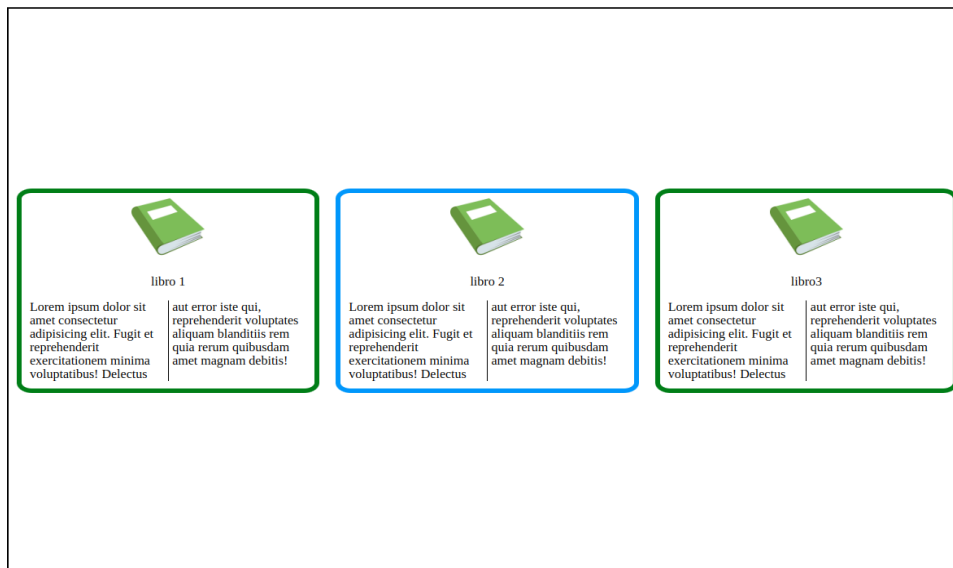 libro 1
Lorem ipsum dolor sit
amet consectetur
adipisicing elit. Fugit et
reprehenderit
exercitationem minima
voluptatibus! Delectus
aut error iste qui,
reprehenderit voluptates
aliquam blanditiis rem
quia rerum quibusdam
amet magnam debitis!
libro 2
Lorem ipsum dolor sit
amet consectetur
adipisicing elit. Fugit et
reprehenderit
exercitationem minima
voluptatibus! Delectus
aut error iste qui,
reprehenderit voluptates
aliquam blanditiis rem
quia rerum quibusdam
amet magnam debitis!
libro3
Lorem ipsum dolor sit
amet consectetur
adipisicing elit. Fugit et
reprehenderit
exercitationem minima
voluptatibus! Delectus
aut error iste qui,
reprehenderit voluptates
aliquam blanditiis rem
quia rerum quibusdam
amet magnam debitis!